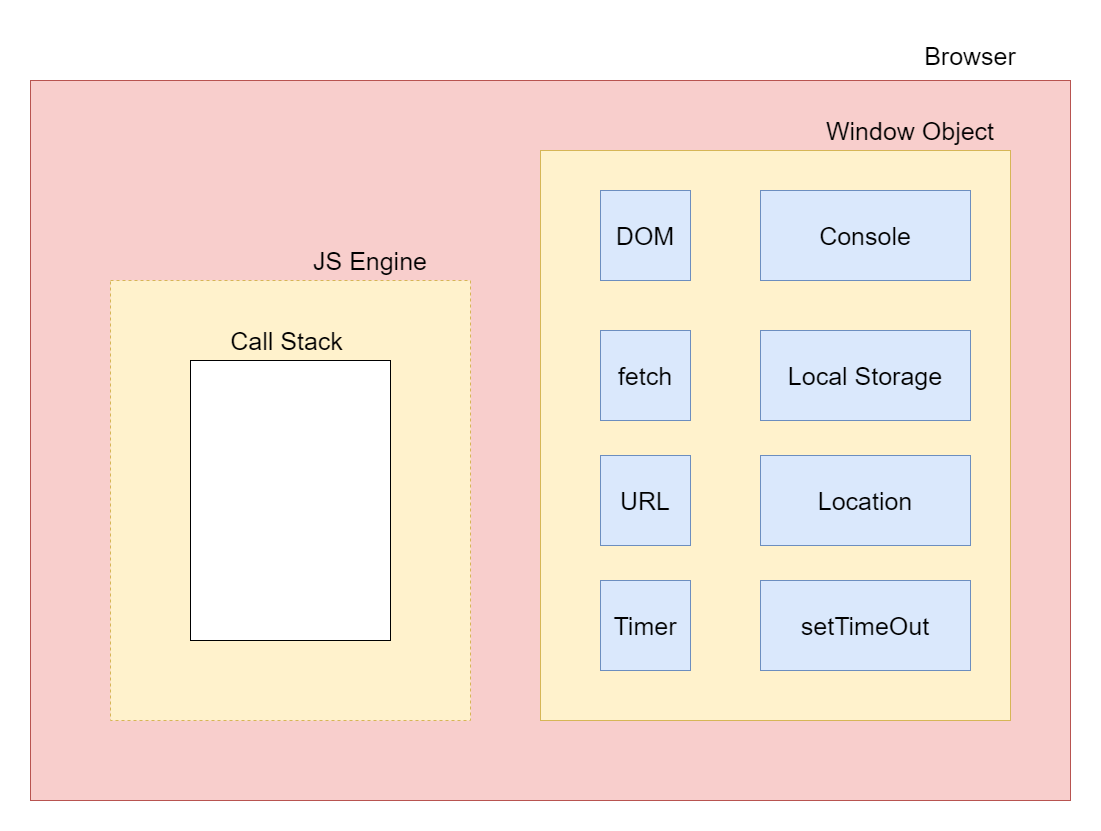 Browser
Window Object
DOM
Console
JS Engine
Call Stack
fetch
Local Storage
URL
Location
Timer
setTimeOut